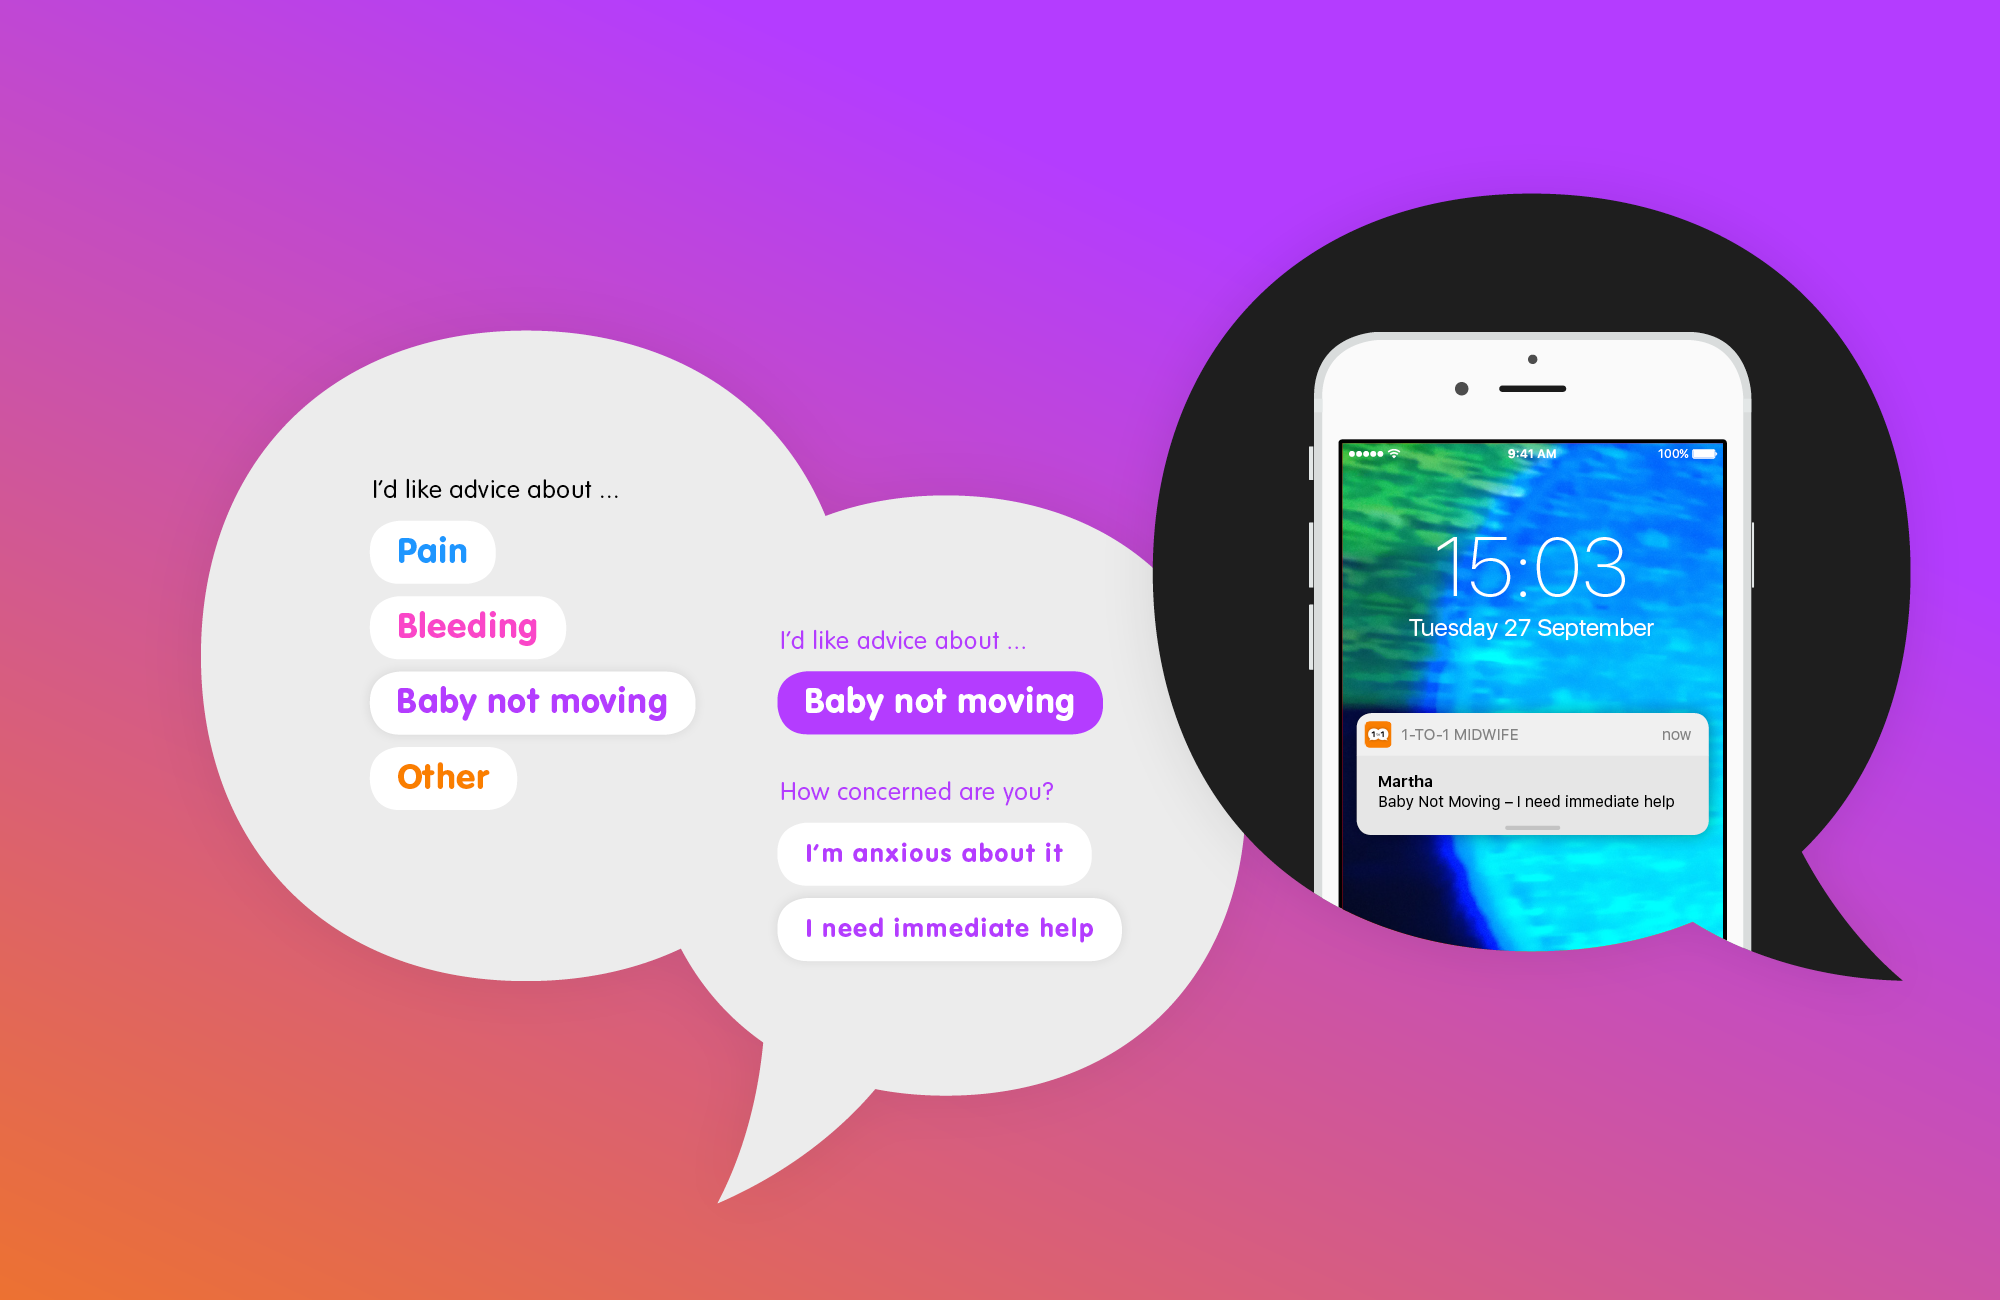 I'd like advice about ...
Pain
Bleeding
Baby not moving
Other
I'd like advice about ...
Baby not moving
How concerned are you?
I'm anxious about it
I need immediate help
9:41 AM
100%
15:03
Tuesday 27 September
1-TO-1 MIDWIFE
now
Martha
Baby Not Moving – I need immediate help